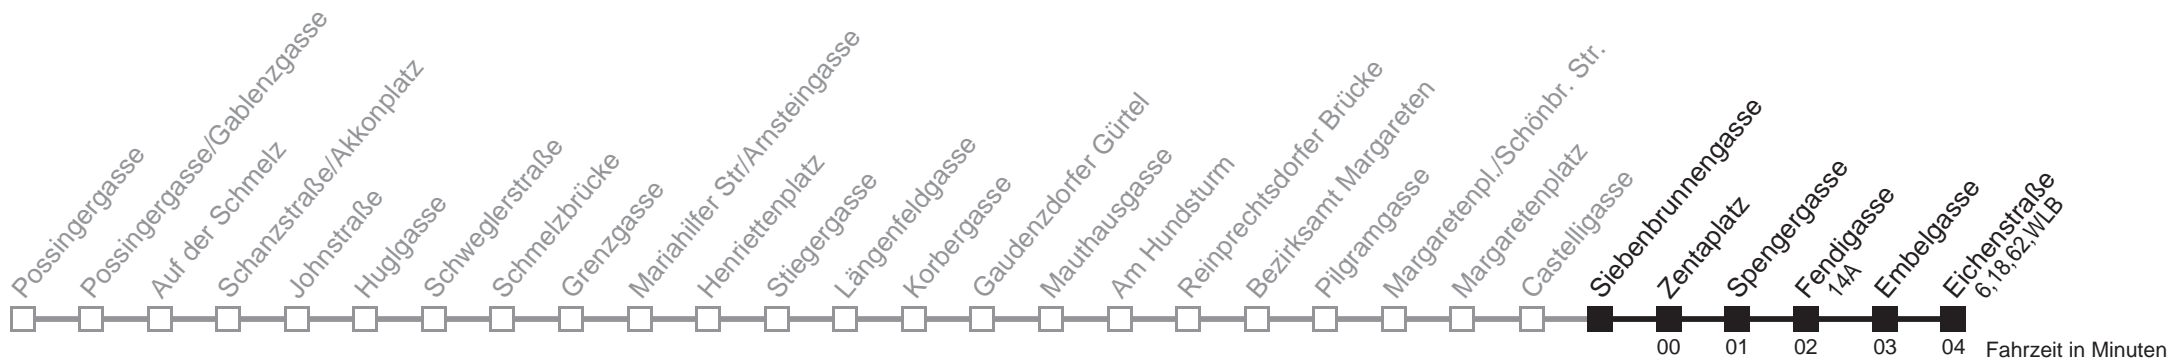 Possingergasse
Possingergasse/Gablenzgasse
Auf der Schmelz
Schanzstraße/Akkonplatz
Johnstraße
Huglgasse
Schweglerstraße
Schmelzbrücke
Grenzgasse
Mariahilfer Str/Arnsteingasse
Henriettenplatz
Stiegergasse
Längenfeldgasse
Korbergasse
Gaudenzdorfer Gürtel
Mauthausgasse
Am Hundsturm
Reinprechtsdorfer Brücke
Bezirksamt Margareten
Pilgramgasse
Margaretenpl./Schönbr. Str.
Margaretenplatz
Castelligasse
Siebenbrunnengasse
Zentaplatz
Spengergasse
Fendigasse
14A
Embelgasse
Eichenstraße
6,18,62,WLB
00 01 02 03 04 Fahrzeit in Minuten